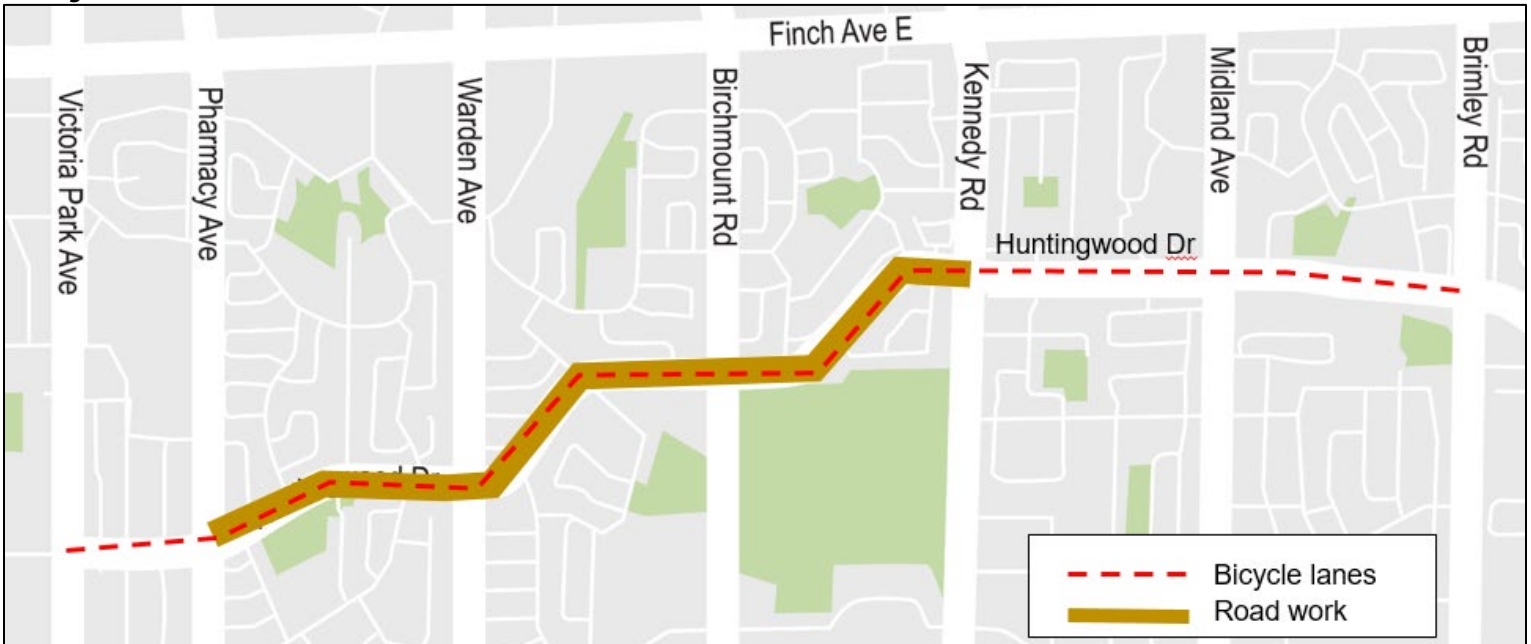 Finch Ave E
Victoria Park Ave
Pharmacy Ave
Warden Ave
Birchmount Rd
Kennedy Rd
Midland Ave
Brimley Rd
Huntingwood Dr
Dr
Bicycle lanes
Road work